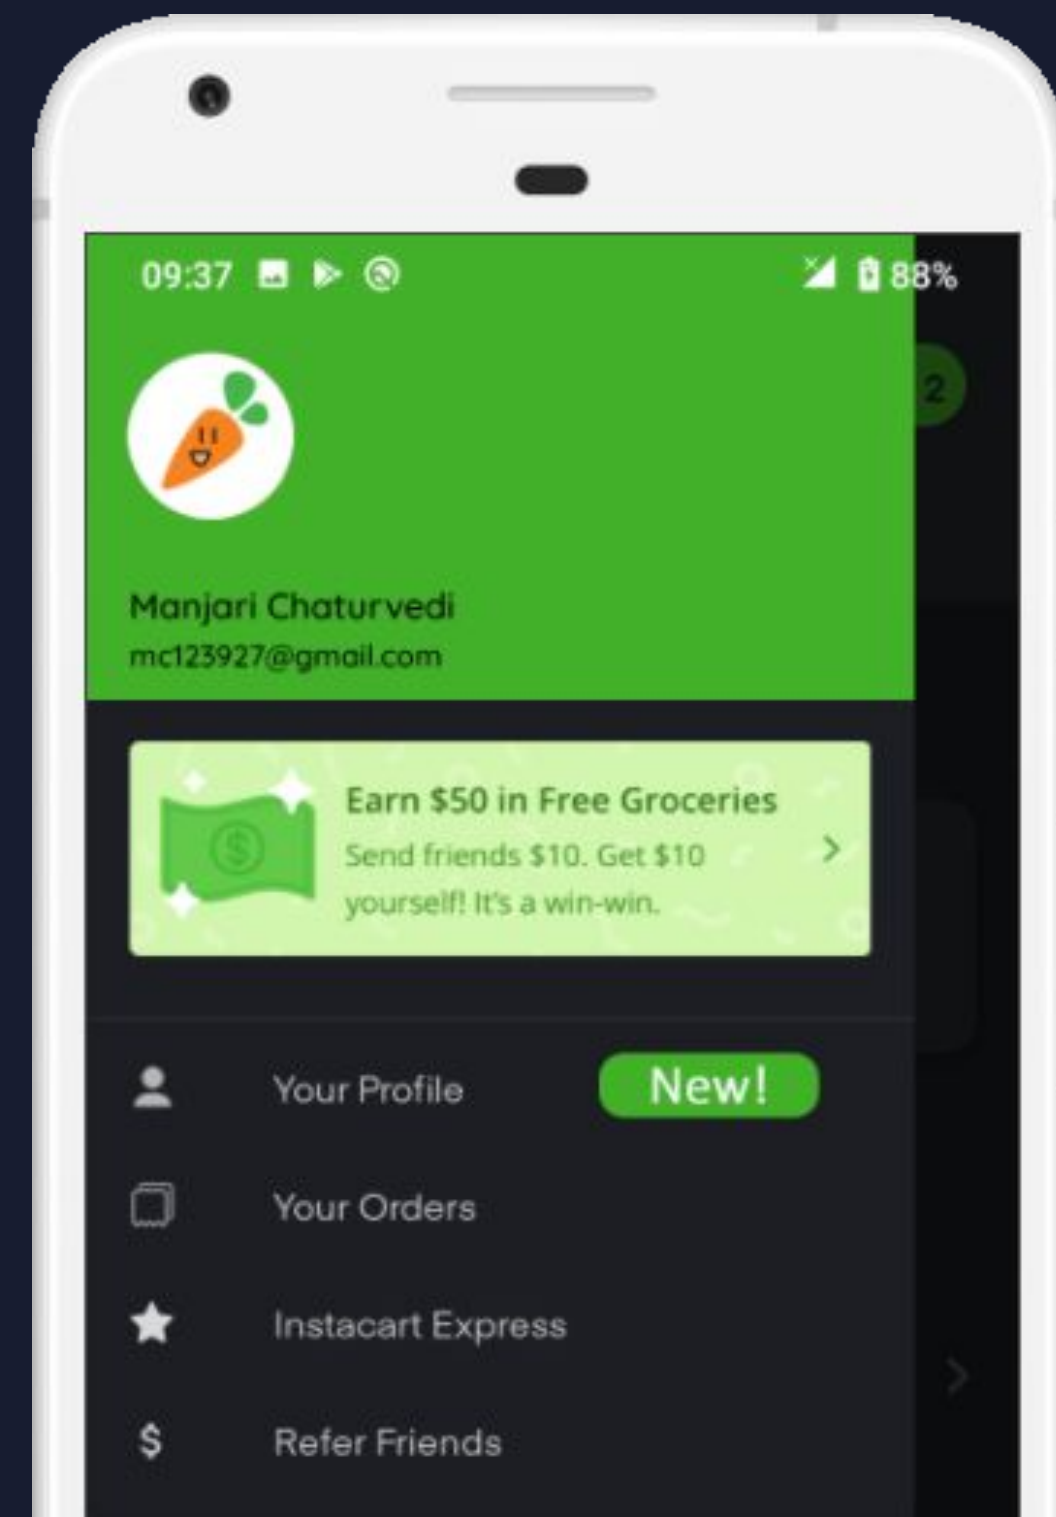 09:37
88%
2
Manjari Chaturvedi
mc123927@gmail.com
$
Earn $50 in Free Groceries
Send friends $10. Get $10
yourself! It's a win-win.
Your Profile
New!
Your Orders
Instacart Express
$
Refer Friends